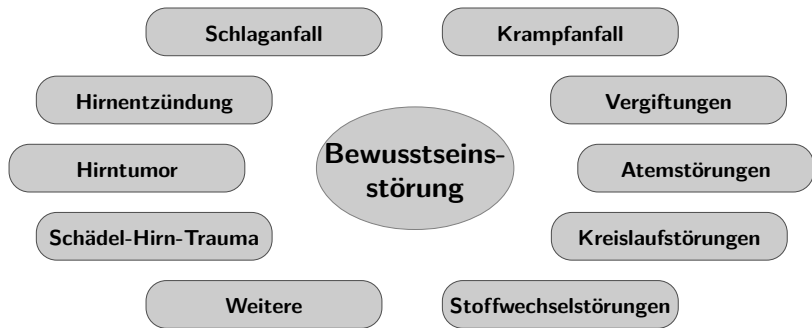 Schlaganfall
Krampfanfall
Hirnentzündung
Vergiftungen
Bewusstseins-
störung
Hirntumor
Atemstörungen
Schädel-Hirn-Trauma
Kreislaufstörungen
Weitere
Stoffwechselstörungen